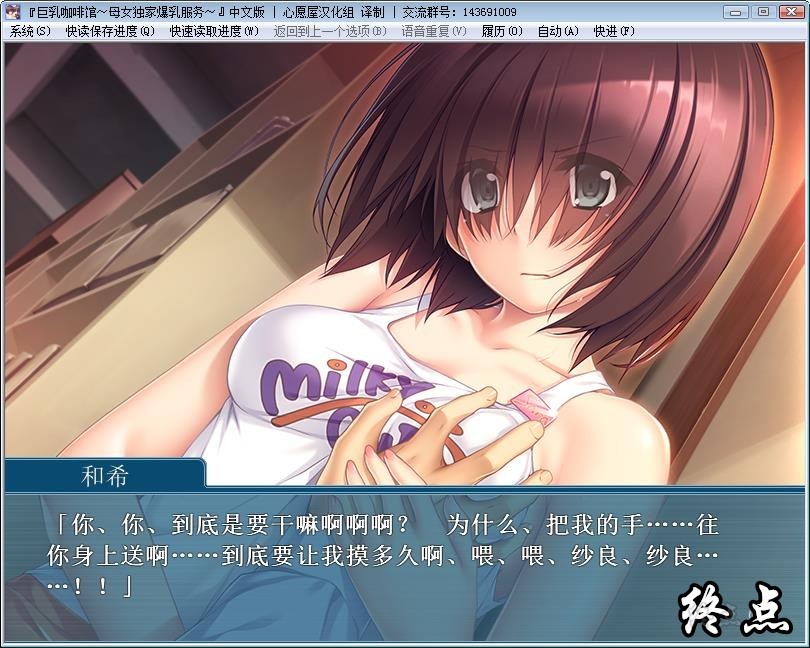 『巨乳咖啡馆～母女独家爆乳服务～』中文版 | 心愿屋汉化组 译制 | 交流群号: 143691009
系统(S) 快读保存进度(Q) 快速读取进度(W) 返回到上一个选项(B) 语音重复(V) 履历(O) 自动(A) 快进(F)
Milky
和希
「你、你、到底是要干嘛啊啊啊？　为什么、把我的手……往
你身上送啊……到底要让我摸多久啊、喂、喂、纱良、纱良…
…！！」
终点